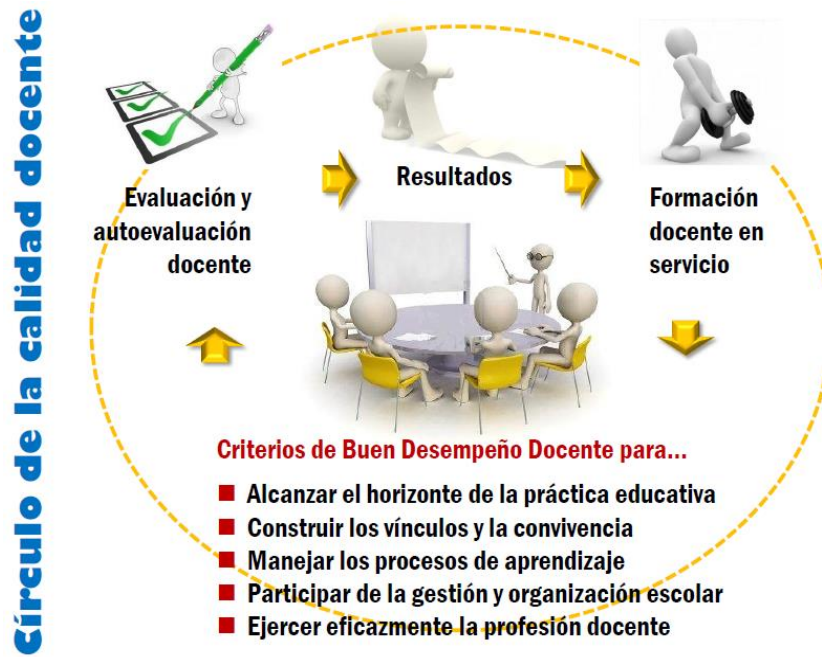 Círculo de la calidad docente
Evaluación y
autoevaluación
docente
Resultados
Formación
docente en
servicio
Criterios de Buen Desempeño Docente para...
Alcanzar el horizonte de la práctica educativa
Construir los vínculos y la convivencia
Manejar los procesos de aprendizaje
Participar de la gestión y organización escolar
Ejercer eficazmente la profesión docente